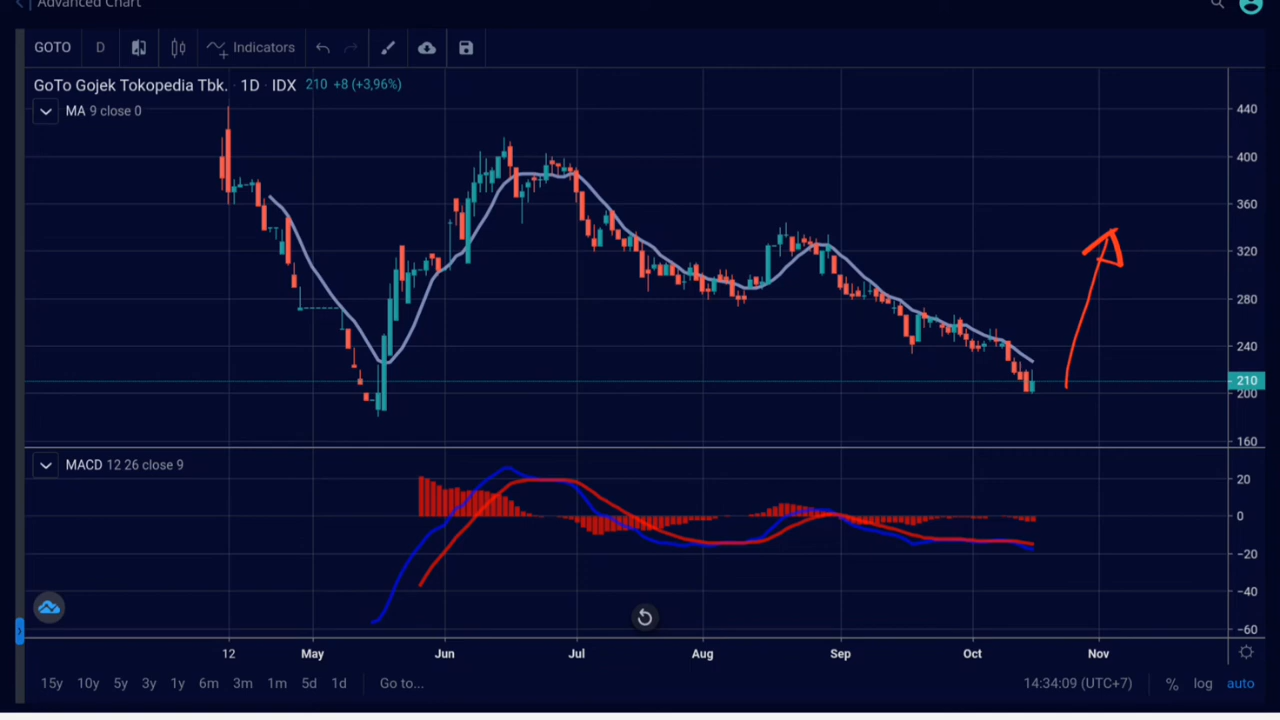 Advanced Chart
GOTO D Indicators
GoTo Gojek Tokopedia Tbk. · 1D · IDX 210 +8 (+3,96%)
MA 9 close 0
440
400
360
320
280
240
210
200
160
MACD 12 26 close 9
20
0
−20
−40
−60
12 May Jun Jul Aug Sep Oct Nov
15y 10y 5y 3y 1y 6m 3m 1m 5d 1d Go to... 14:34:09 (UTC+7) % log auto